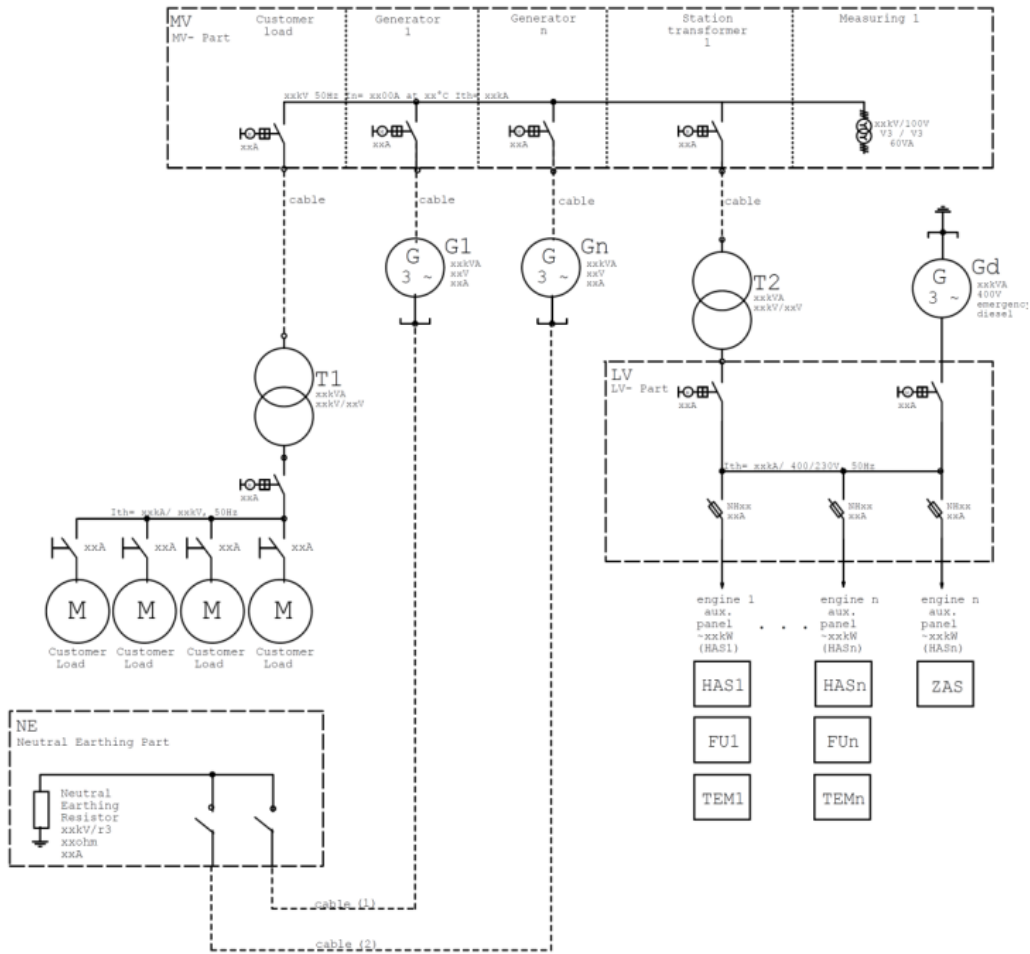 MV
MV- Part
Customer
load
Generator
1
Generator
n
Station
transformer
1
Measuring 1
xxkV 50Hz In= xx00A at xx°C Ith= xxkA
xxA
xxA
xxA
xxA
xxkV/100V
V3 / V3
60VA
cable
cable
cable
cable
G
3 ~
G1
xxkVA
xxV
xxA
G
3 ~
Gn
xxkVA
xxV
xxA
T2
xxkVA
xxkV/xxV
G
3 ~
Gd
xxkVA
400V
emergency
diesel
T1
xxkVA
xxkV/xxV
LV
LV- Part
xxA
xxA
Ith= xxkA/ 400/230V, 50Hz
NHxx
xxA
NHxx
xxA
NHxx
xxA
xxA
Ith= xxkA/ xxkV, 50Hz
xxA
xxA
xxA
xxA
M
M
M
M
Customer
Load
Customer
Load
Customer
Load
Customer
Load
engine 1
aux.
panel
~xxkW
(HAS1)
. . .
engine n
aux.
panel
~xxkW
(HASn)
engine n
aux.
panel
~xxkW
(HASn)
HAS1
HASn
ZAS
FU1
FUn
TEM1
TEMn
NE
Neutral Earthing Part
Neutral
Earthing
Resistor
xxkV/r3
xxohm
xxA
cable (1)
cable (2)